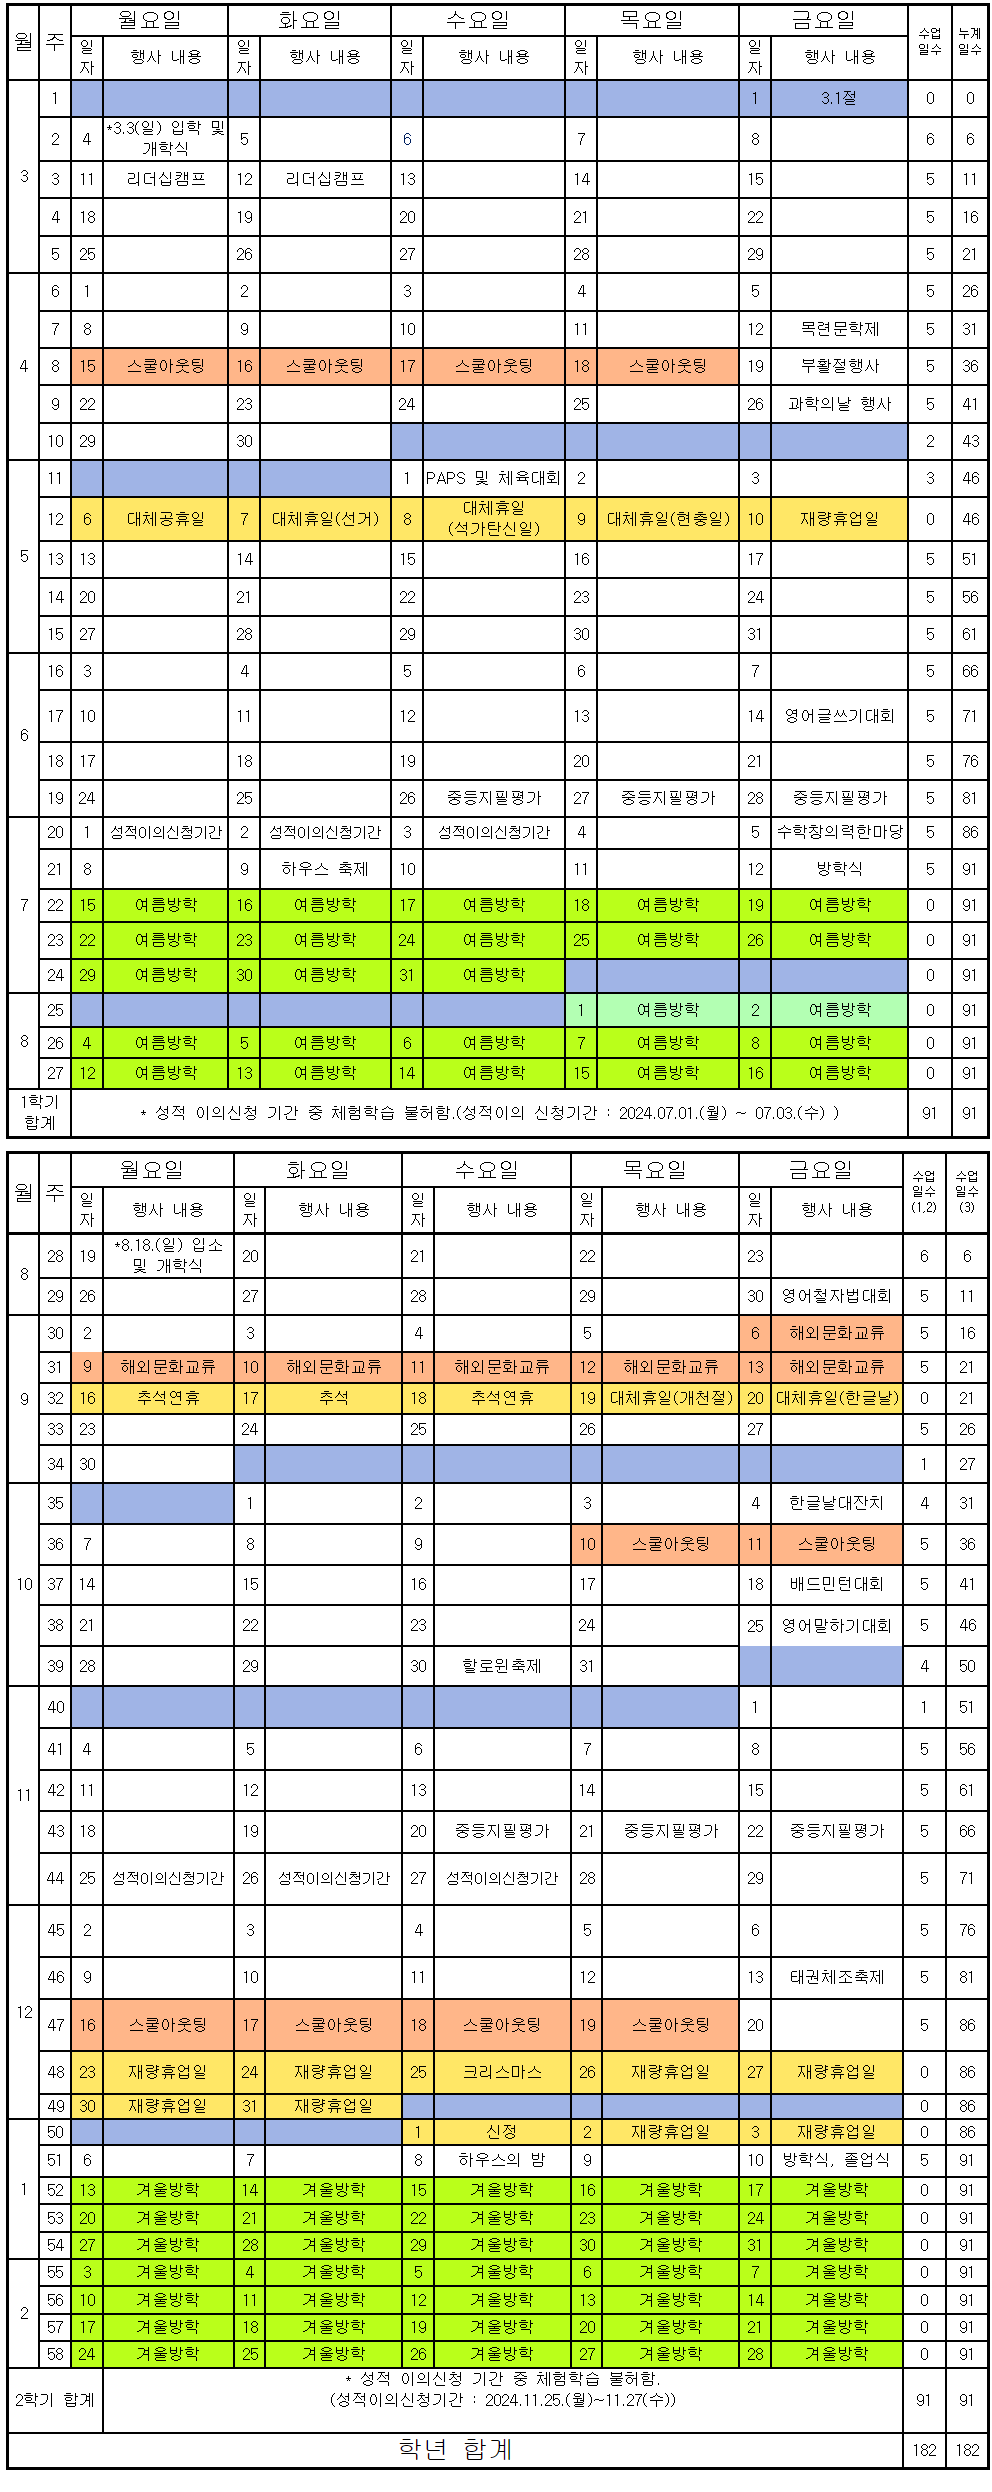 월 주 월요일 화요일 수요일 목요일 금요일 수업일수 누계일수
일자 행사 내용 일자 행사 내용 일자 행사 내용 일자 행사 내용 일자 행사 내용
3 1 1 3.1절 0 0
2 4 *3.3(일) 입학 및 개학식 5 6 7 8 6 6
3 11 리더십캠프 12 리더십캠프 13 14 15 5 11
4 18 19 20 21 22 5 16
5 25 26 27 28 29 5 21
4 6 1 2 3 4 5 5 26
7 8 9 10 11 12 목련문학제 5 31
8 15 스쿨아웃팅 16 스쿨아웃팅 17 스쿨아웃팅 18 스쿨아웃팅 19 부활절행사 5 36
9 22 23 24 25 26 과학의날 행사 5 41
10 29 30 2 43
5 11 1 PAPS 및 체육대회 2 3 3 46
12 6 대체공휴일 7 대체휴일(선거) 8 대체휴일(석가탄신일) 9 대체휴일(현충일) 10 재량휴업일 0 46
13 13 14 15 16 17 5 51
14 20 21 22 23 24 5 56
15 27 28 29 30 31 5 61
6 16 3 4 5 6 7 5 66
17 10 11 12 13 14 영어글쓰기대회 5 71
18 17 18 19 20 21 5 76
19 24 25 26 중등지필평가 27 중등지필평가 28 중등지필평가 5 81
7 20 1 성적이의신청기간 2 성적이의신청기간 3 성적이의신청기간 4 5 수학창의력한마당 5 86
21 8 9 하우스 축제 10 11 12 방학식 5 91
22 15 여름방학 16 여름방학 17 여름방학 18 여름방학 19 여름방학 0 91
23 22 여름방학 23 여름방학 24 여름방학 25 여름방학 26 여름방학 0 91
24 29 여름방학 30 여름방학 31 여름방학 0 91
8 25 1 여름방학 2 여름방학 0 91
26 4 여름방학 5 여름방학 6 여름방학 7 여름방학 8 여름방학 0 91
27 12 여름방학 13 여름방학 14 여름방학 15 여름방학 16 여름방학 0 91
1학기 합계 * 성적 이의신청 기간 중 체험학습 불허함.(성적이의 신청기간 : 2024.07.01.(월) ~ 07.03.(수) ) 91 91
월 주 월요일 화요일 수요일 목요일 금요일 수업일수(1,2) 수업일수(3)
일자 행사 내용 일자 행사 내용 일자 행사 내용 일자 행사 내용 일자 행사 내용
8 28 19 *8.18.(일) 입소 및 개학식 20 21 22 23 6 6
29 26 27 28 29 30 영어철자법대회 5 11
9 30 2 3 4 5 6 해외문화교류 5 16
31 9 해외문화교류 10 해외문화교류 11 해외문화교류 12 해외문화교류 13 해외문화교류 5 21
32 16 추석연휴 17 추석 18 추석연휴 19 대체휴일(개천절) 20 대체휴일(한글날) 0 21
33 23 24 25 26 27 5 26
34 30 1 27
10 35 1 2 3 4 한글날대잔치 4 31
36 7 8 9 10 스쿨아웃팅 11 스쿨아웃팅 5 36
37 14 15 16 17 18 배드민턴대회 5 41
38 21 22 23 24 25 영어말하기대회 5 46
39 28 29 30 할로윈축제 31 4 50
11 40 1 1 51
41 4 5 6 7 8 5 56
42 11 12 13 14 15 5 61
43 18 19 20 중등지필평가 21 중등지필평가 22 중등지필평가 5 66
44 25 성적이의신청기간 26 성적이의신청기간 27 성적이의신청기간 28 29 5 71
12 45 2 3 4 5 6 5 76
46 9 10 11 12 13 태권체조축제 5 81
47 16 스쿨아웃팅 17 스쿨아웃팅 18 스쿨아웃팅 19 스쿨아웃팅 20 5 86
48 23 재량휴업일 24 재량휴업일 25 크리스마스 26 재량휴업일 27 재량휴업일 0 86
49 30 재량휴업일 31 재량휴업일 0 86
1 50 1 신정 2 재량휴업일 3 재량휴업일 0 86
51 6 7 8 하우스의 밤 9 10 방학식, 졸업식 5 91
52 13 겨울방학 14 겨울방학 15 겨울방학 16 겨울방학 17 겨울방학 0 91
53 20 겨울방학 21 겨울방학 22 겨울방학 23 겨울방학 24 겨울방학 0 91
54 27 겨울방학 28 겨울방학 29 겨울방학 30 겨울방학 31 겨울방학 0 91
2 55 3 겨울방학 4 겨울방학 5 겨울방학 6 겨울방학 7 겨울방학 0 91
56 10 겨울방학 11 겨울방학 12 겨울방학 13 겨울방학 14 겨울방학 0 91
57 17 겨울방학 18 겨울방학 19 겨울방학 20 겨울방학 21 겨울방학 0 91
58 24 겨울방학 25 겨울방학 26 겨울방학 27 겨울방학 28 겨울방학 0 91
2학기 합계 * 성적 이의신청 기간 중 체험학습 불허함.
(성적이의신청기간 : 2024.11.25.(월)~11.27(수)) 91 91
학년 합계 182 182